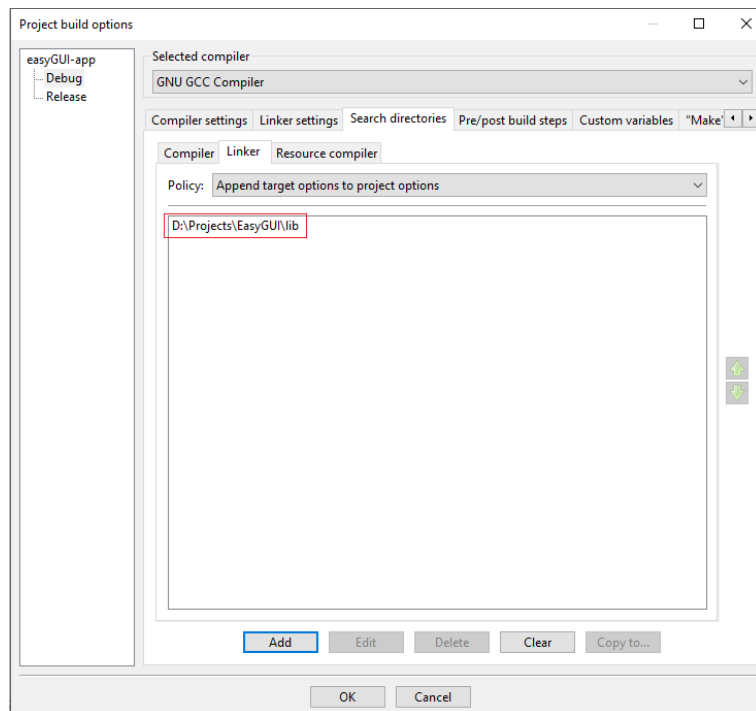 Project build options
easyGUI-app
Debug
Release
Selected compiler
GNU GCC Compiler
Compiler settings Linker settings Search directories Pre/post build steps Custom variables "Make"
Compiler Linker Resource compiler
Policy: Append target options to project options
D:\Projects\EasyGUI\lib
Add Edit Delete Clear Copy to...
OK Cancel